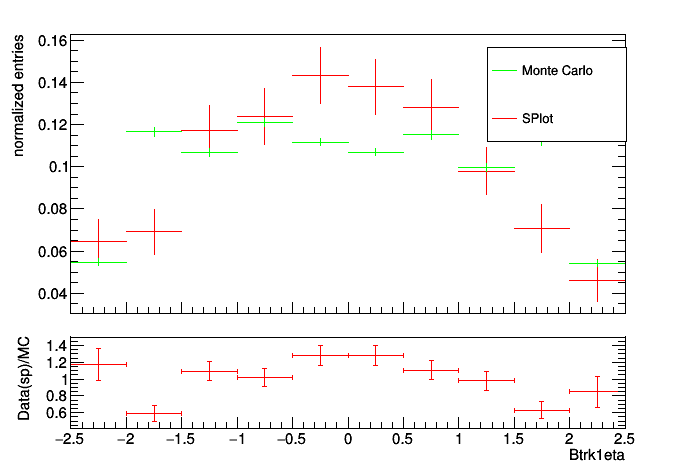 normalized entries
0.16
0.14
0.12
0.1
0.08
0.06
0.04
Monte Carlo
SPlot
Data(sp)/MC
1.4
1.2
1
0.8
0.6
−2.5 −2 −1.5 −1 −0.5 0 0.5 1 1.5 2 2.5
Btrk1eta